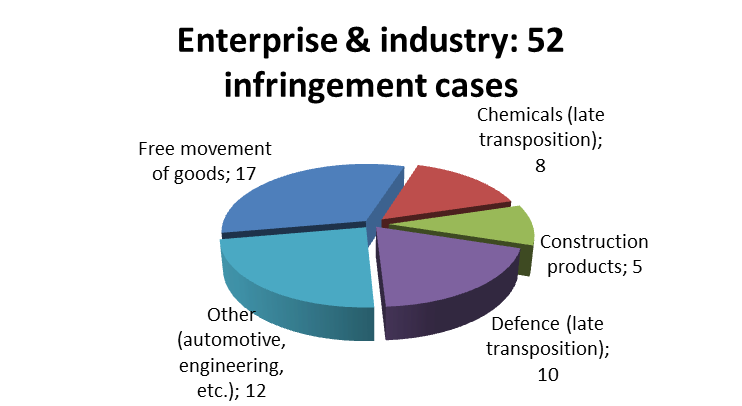 Enterprise & industry: 52
infringement cases
Chemicals (late
transposition);
8
Free movement
of goods; 17
Construction
products; 5
Defence (late
transposition);
10
Other
(automotive,
engineering,
etc.); 12